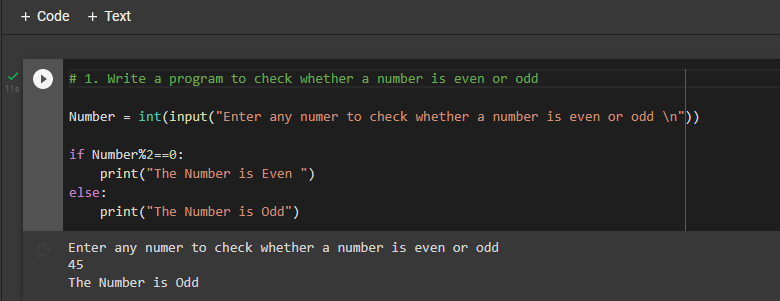 + Code + Text
11s
# 1. Write a program to check whether a number is even or odd
Number = int(input("Enter any numer to check whether a number is even or odd \n"))
if Number%2==0:
    print("The Number is Even ")
else:
    print("The Number is Odd")
Enter any numer to check whether a number is even or odd
45
The Number is Odd